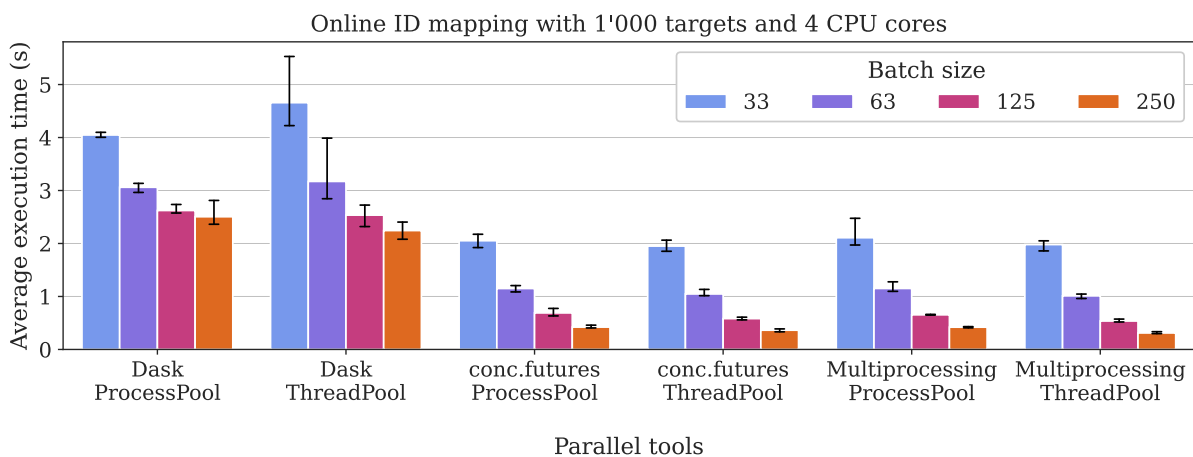 Online ID mapping with 1'000 targets and 4 CPU cores
Average execution time (s)
5
4
3
2
1
0
Batch size
33
63
125
250
Dask
ProcessPool
Dask
ThreadPool
conc.futures
ProcessPool
conc.futures
ThreadPool
Multiprocessing
ProcessPool
Multiprocessing
ThreadPool
Parallel tools